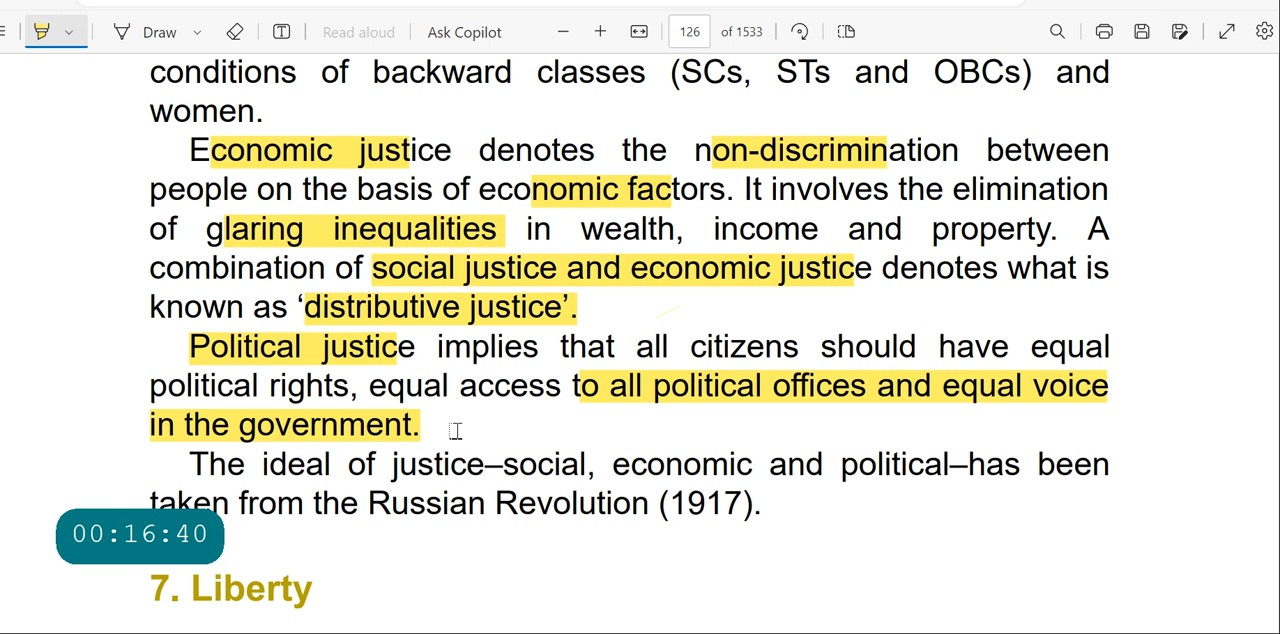 Draw
Read aloud
Ask Copilot
126 of 1533
conditions of backward classes (SCs, STs and OBCs) and
women.
Economic justice denotes the non-discrimination between
people on the basis of economic factors. It involves the elimination
of glaring inequalities in wealth, income and property. A
combination of social justice and economic justice denotes what is
known as ‘distributive justice’.
Political justice implies that all citizens should have equal
political rights, equal access to all political offices and equal voice
in the government.
The ideal of justice–social, economic and political–has been
taken from the Russian Revolution (1917).
00:16:40
7. Liberty